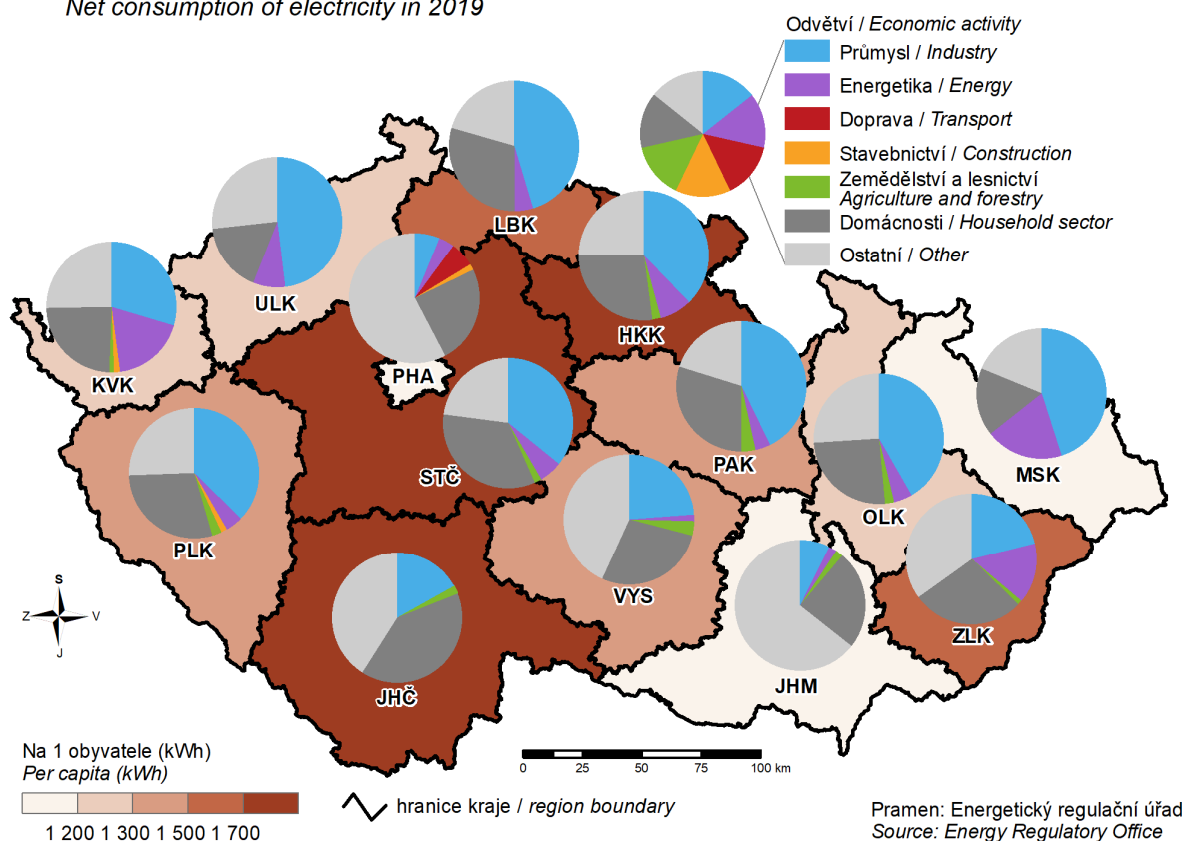 Net consumption of electricity in 2019
Odvětví / Economic activity
Průmysl / Industry
Energetika / Energy
Doprava / Transport
Stavebnictví / Construction
Zemědělství a lesnictví
Agriculture and forestry
Domácnosti / Household sector
Ostatní / Other
LBK
ULK
HKK
KVK
PHA
STČ
PAK
MSK
OLK
PLK
VYS
ZLK
JHČ
JHM
S
Z
V
J
Na 1 obyvatele (kWh)
Per capita (kWh)
1 200 1 300 1 500 1 700
0 25 50 75 100 km
hranice kraje / region boundary
Pramen: Energetický regulační úřad
Source: Energy Regulatory Office